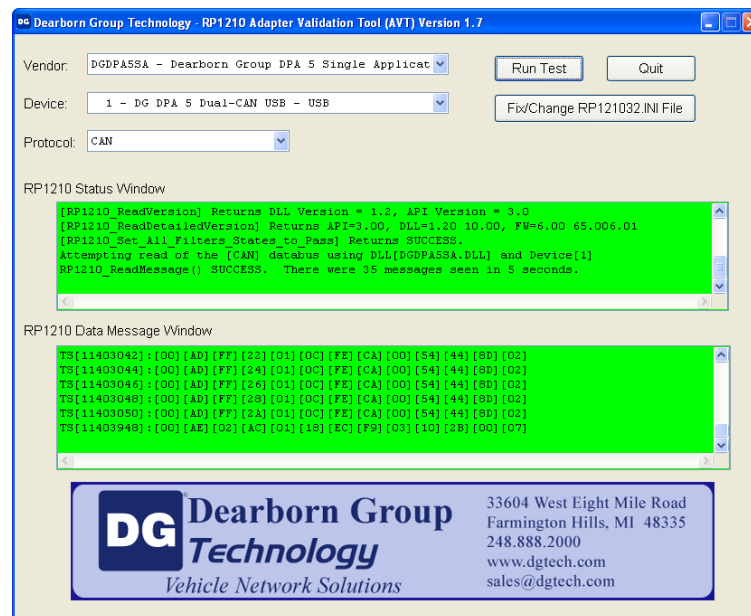 Dearborn Group Technology - RP1210 Adapter Validation Tool (AVT) Version 1.7
Vendor: DGDPA5SA - Dearborn Group DPA 5 Single Applicat
Run Test
Quit
Device: 1 - DG DPA 5 Dual-CAN USB - USB
Fix/Change RP121032.INI File
Protocol: CAN
RP1210 Status Window
[RP1210_ReadVersion] Returns DLL Version = 1.2, API Version = 3.0
[RP1210_ReadDetailedVersion] Returns API=3.00, DLL=1.20 10.00, FW=6.00 65.006.01
[RP1210_Set_All_Filters_States_to_Pass] Returns SUCCESS.
Attempting read of the [CAN] databus using DLL[DGDPA5SA.DLL] and Device[1]
RP1210_ReadMessage() SUCCESS.  There were 35 messages seen in 5 seconds.
RP1210 Data Message Window
TS[11403042]:[00][AD][FF][22][01][0C][FE][CA][00][54][44][8D][02]
TS[11403044]:[00][AD][FF][24][01][0C][FE][CA][00][54][44][8D][02]
TS[11403046]:[00][AD][FF][26][01][0C][FE][CA][00][54][44][8D][02]
TS[11403048]:[00][AD][FF][28][01][0C][FE][CA][00][54][44][8D][02]
TS[11403050]:[00][AD][FF][2A][01][0C][FE][CA][00][54][44][8D][02]
TS[11403948]:[00][AE][02][AC][01][18][EC][F9][03][10][2B][00][07]
DG
Dearborn Group
Technology
Vehicle Network Solutions
33604 West Eight Mile Road
Farmington Hills, MI 48335
248.888.2000
www.dgtech.com
sales@dgtech.com